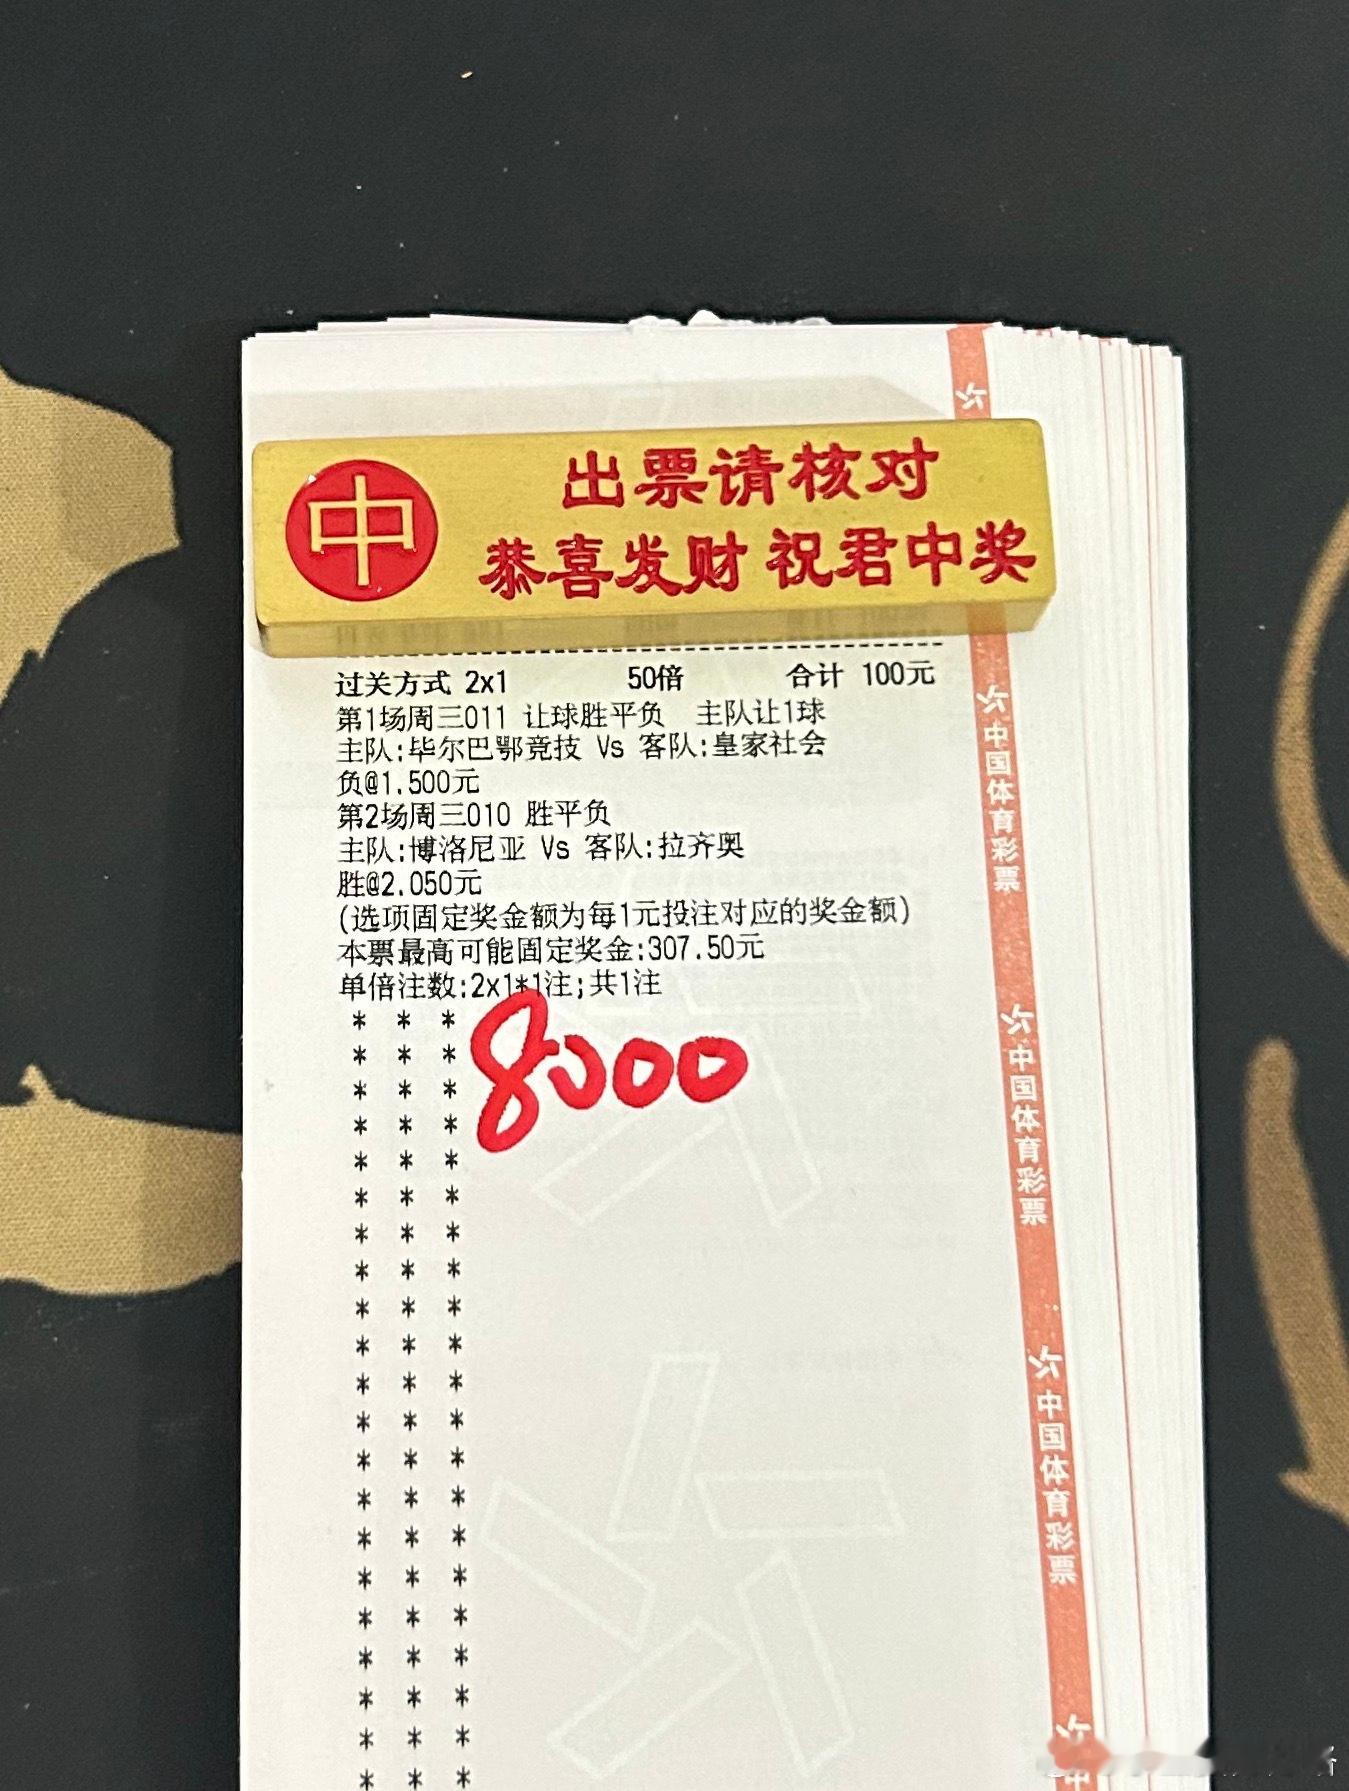 中
出票请核对
恭喜发财 祝君中奖
过关方式 2x1 50倍 合计 100元
第1场周三011 让球胜平负 主队让1球
主队:毕尔巴鄂竞技 Vs 客队:皇家社会
负@1.500元
第2场周三010 胜平负
主队:博洛尼亚 Vs 客队:拉齐奥
胜@2.050元
(选项固定奖金额为每1元投注对应的奖金额)
本票最高可能固定奖金:307.50元
单倍注数:2x1*1注;共1注
8000
中国体育彩票
中国体育彩票
中国体育彩票
中